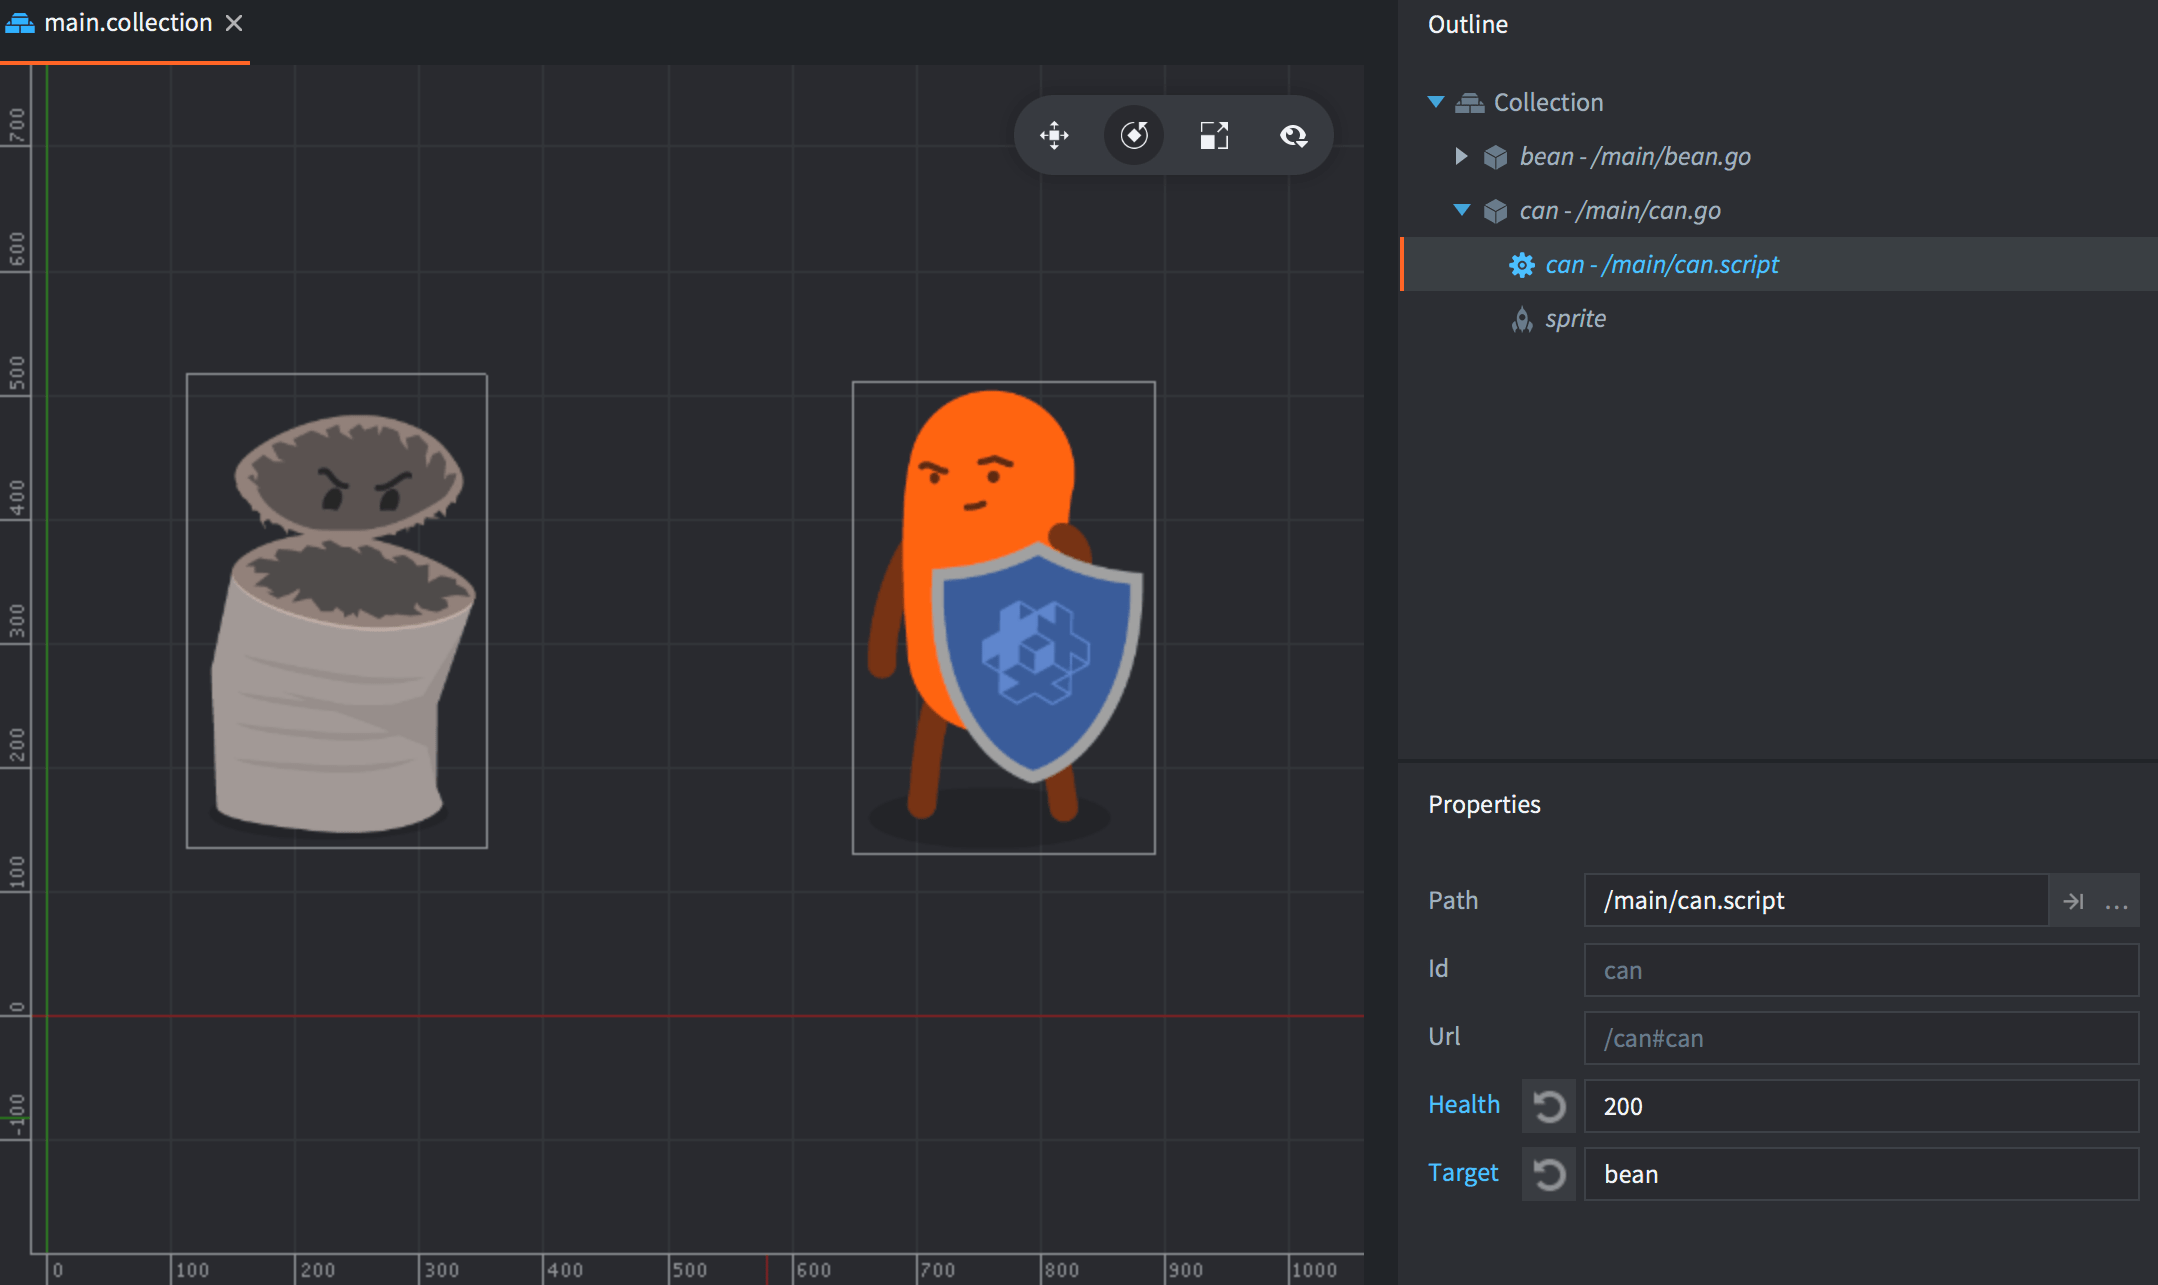 main.collection
Outline
Collection
bean - /main/bean.go
can - /main/can.go
can - /main/can.script
sprite
700
600
500
400
300
200
100
0
-100
0 100 200 300 400 500 600 700 800 900 1000
Properties
Path /main/can.script ...
Id can
Url /can#can
Health 200
Target bean